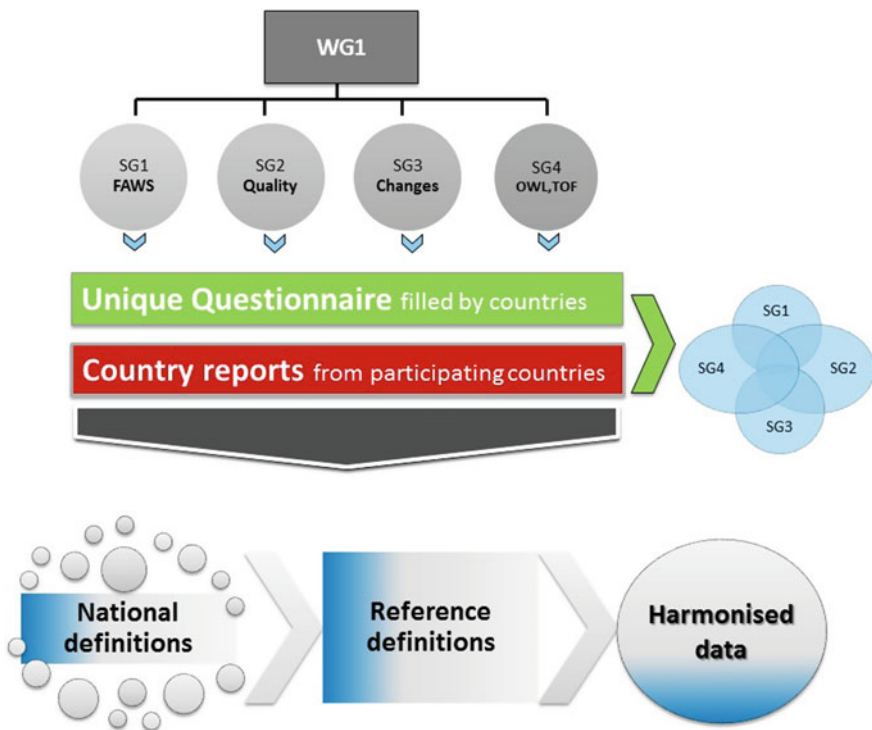 WG1
SG1
FAWS
SG2
Quality
SG3
Changes
SG4
OWL,TOF
Unique Questionnaire filled by countries
Country reports from participating countries
SG1
SG4
SG2
SG3
National
definitions
Reference
definitions
Harmonised
data